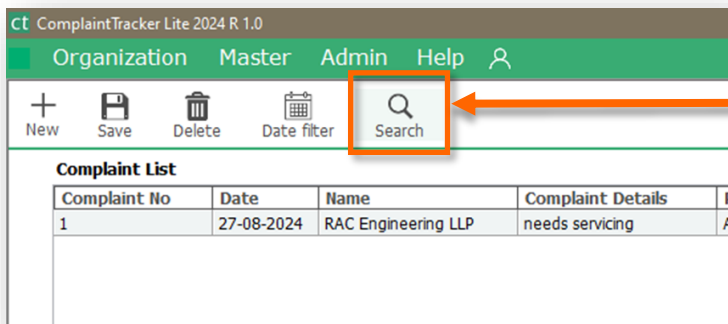 ct ComplaintTracker Lite 2024 R 1.0
Organization Master Admin Help
New Save Delete Date filter Search
Complaint List
Complaint No Date Name Complaint Details
1 27-08-2024 RAC Engineering LLP needs servicing